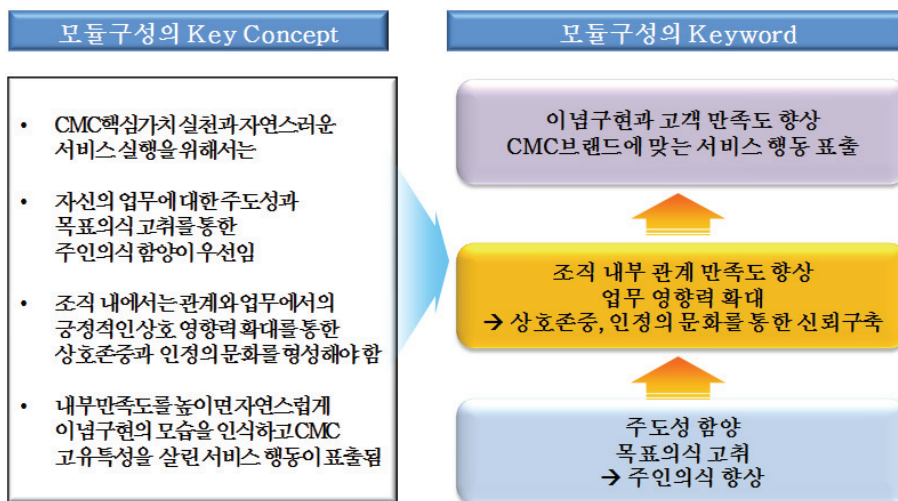 모듈구성의 Key Concept
• CMC핵심가치 실천과 자연스러운
서비스 실행을 위해서는
• 자신의 업무에 대한 주도성과
목표의식 고취를 통한
주인의식 함양이 우선임
• 조직 내에서는 관계와 업무에서의
긍정적인 상호 영향력 확대를 통한
상호존중과 인정의 문화를 형성해야 함
• 내부만족도를 높이면 자연스럽게
이념구현의 모습을 인식하고 CMC
고유특성을 살린 서비스 행동이 표출됨
모듈구성의 Keyword
이념구현과 고객 만족도 향상
CMC브랜드에 맞는 서비스 행동 표출
조직 내부 관계 만족도 향상
업무 영향력 확대
→ 상호존중, 인정의 문화를 통한 신뢰구축
주도성 함양
목표의식 고취
→ 주인의식 향상